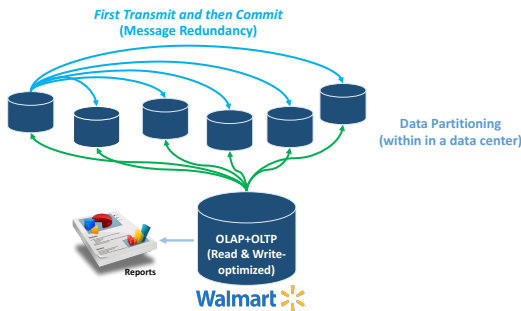 First Transmit and then Commit
(Message Redundancy)
Data Partitioning
(within in a data center)
OLAP+OLTP
(Read & Write-
optimized)
Reports
Walmart